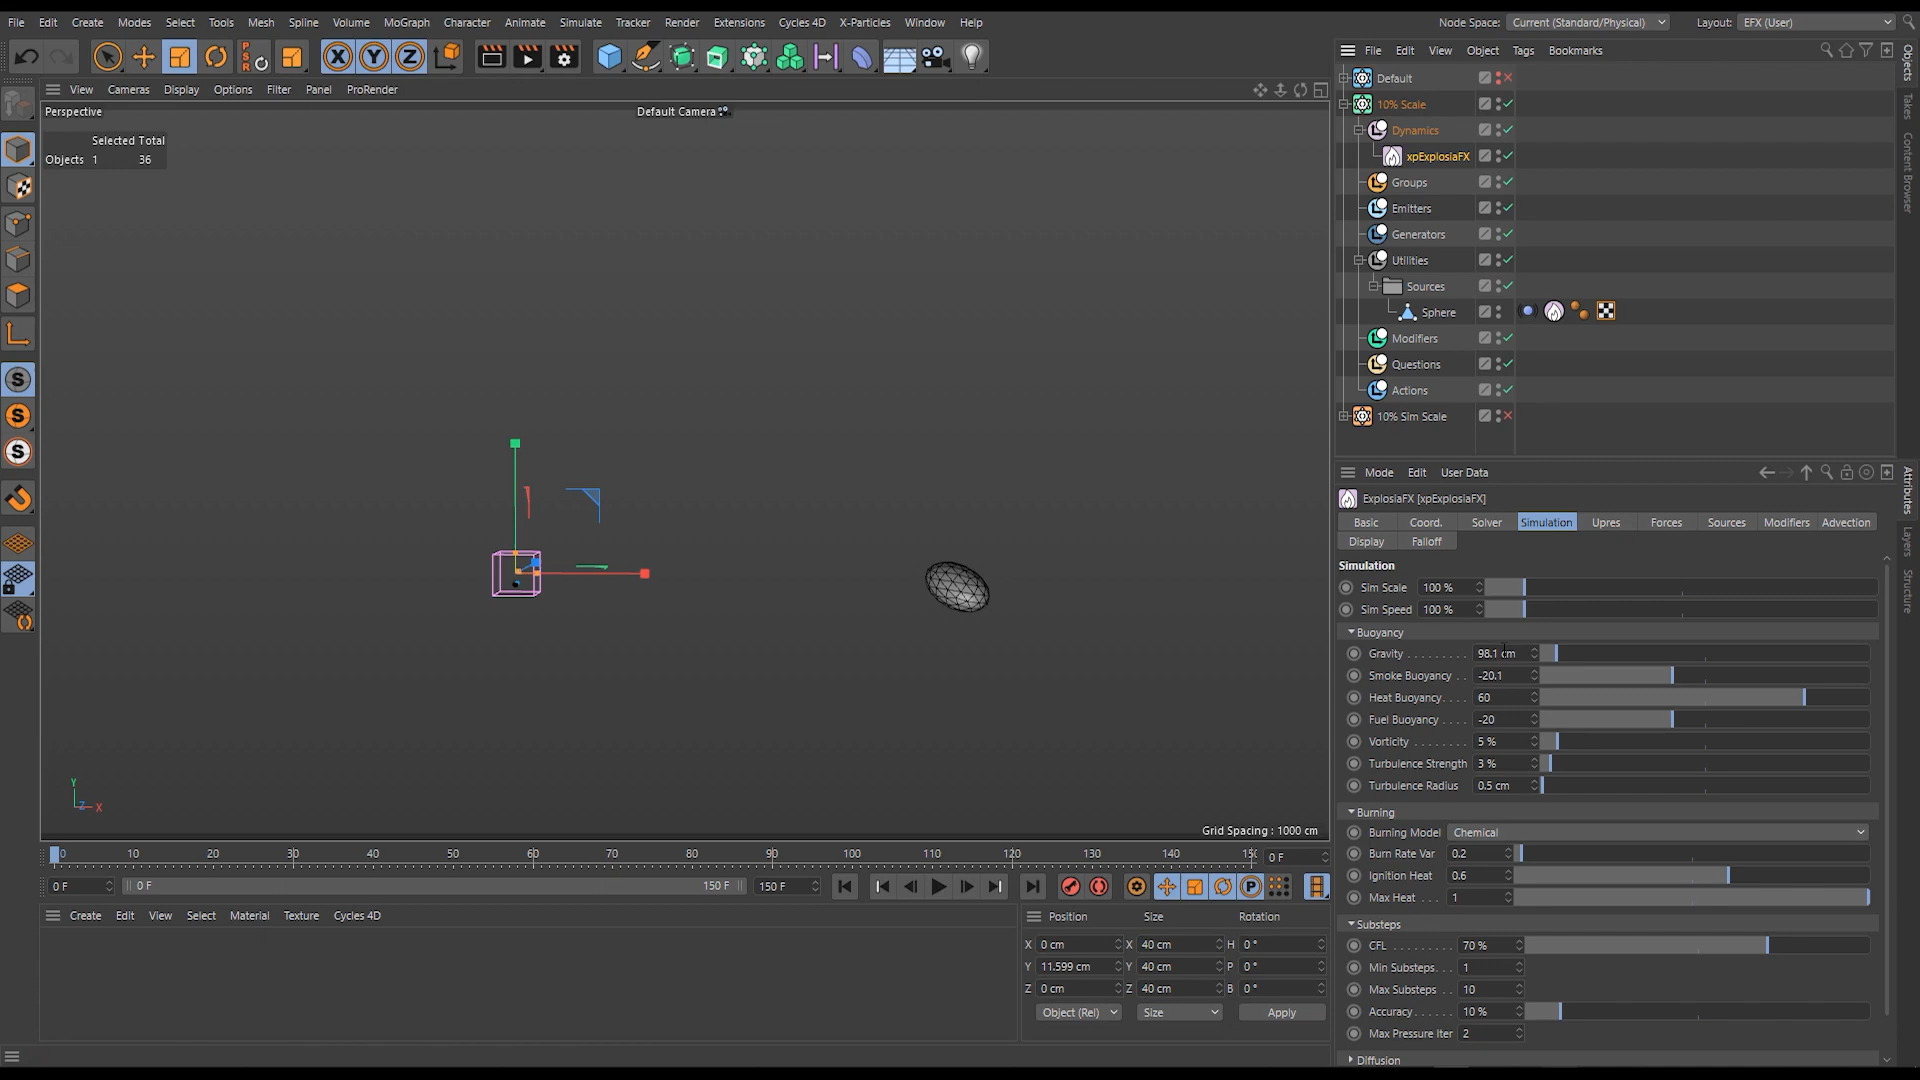 File Edit Create Modes Select Tools Mesh Spline Volume MoGraph Character Animate Simulate Tracker Render Extensions Cycles 4D X-Particles Window Help Node Space: Current (Standard/Physical) Layout: EFX (User)
PSR X Y Z
File Edit View Object Tags Bookmarks
View Cameras Display Options Filter Panel ProRender
Perspective Default Camera
Selected Total
Objects 1 36
Default
10% Scale
Dynamics
xpExplosiaFX
Groups
Emitters
Generators
Utilities
Sources
Sphere
Modifiers
Questions
Actions
10% Sim Scale
Objects
Takes
Content Browser
S
S
S
Y
Z X
Grid Spacing : 1000 cm
Mode Edit User Data
ExplosiaFX [xpExplosiaFX]
Basic Coord. Solver Simulation Upres Forces Sources Modifiers Advection
Display Falloff
Simulation
Sim Scale 100 %
Sim Speed 100 %
Buoyancy
Gravity . . . . . . . . . 98.1 cm
Smoke Buoyancy . . -20.1
Heat Buoyancy. . . . 60
Fuel Buoyancy . . . . -20
Vorticity . . . . . . . . 5 %
Turbulence Strength 3 %
Turbulence Radius 0.5 cm
Burning
Burning Model Chemical
Burn Rate Var 0.2
Ignition Heat 0.6
Max Heat . . . 1
Substeps
CFL . . . . . . . . . 70 %
Min Substeps. . . 1
Max Substeps . . 10
Accuracy. . . . . . 10 %
Max Pressure Iter 2
Diffusion
Attributes
Layers
Structure
0 10 20 30 40 50 60 70 80 90 100 110 120 130 140 0 F
0 F 0 F 150 F 150 F P
Create Edit View Select Material Texture Cycles 4D
Position Size Rotation
X 0 cm X 40 cm H 0 °
Y 11.599 cm Y 40 cm P 0 °
Z 0 cm Z 40 cm B 0 °
Object (Rel) Size Apply